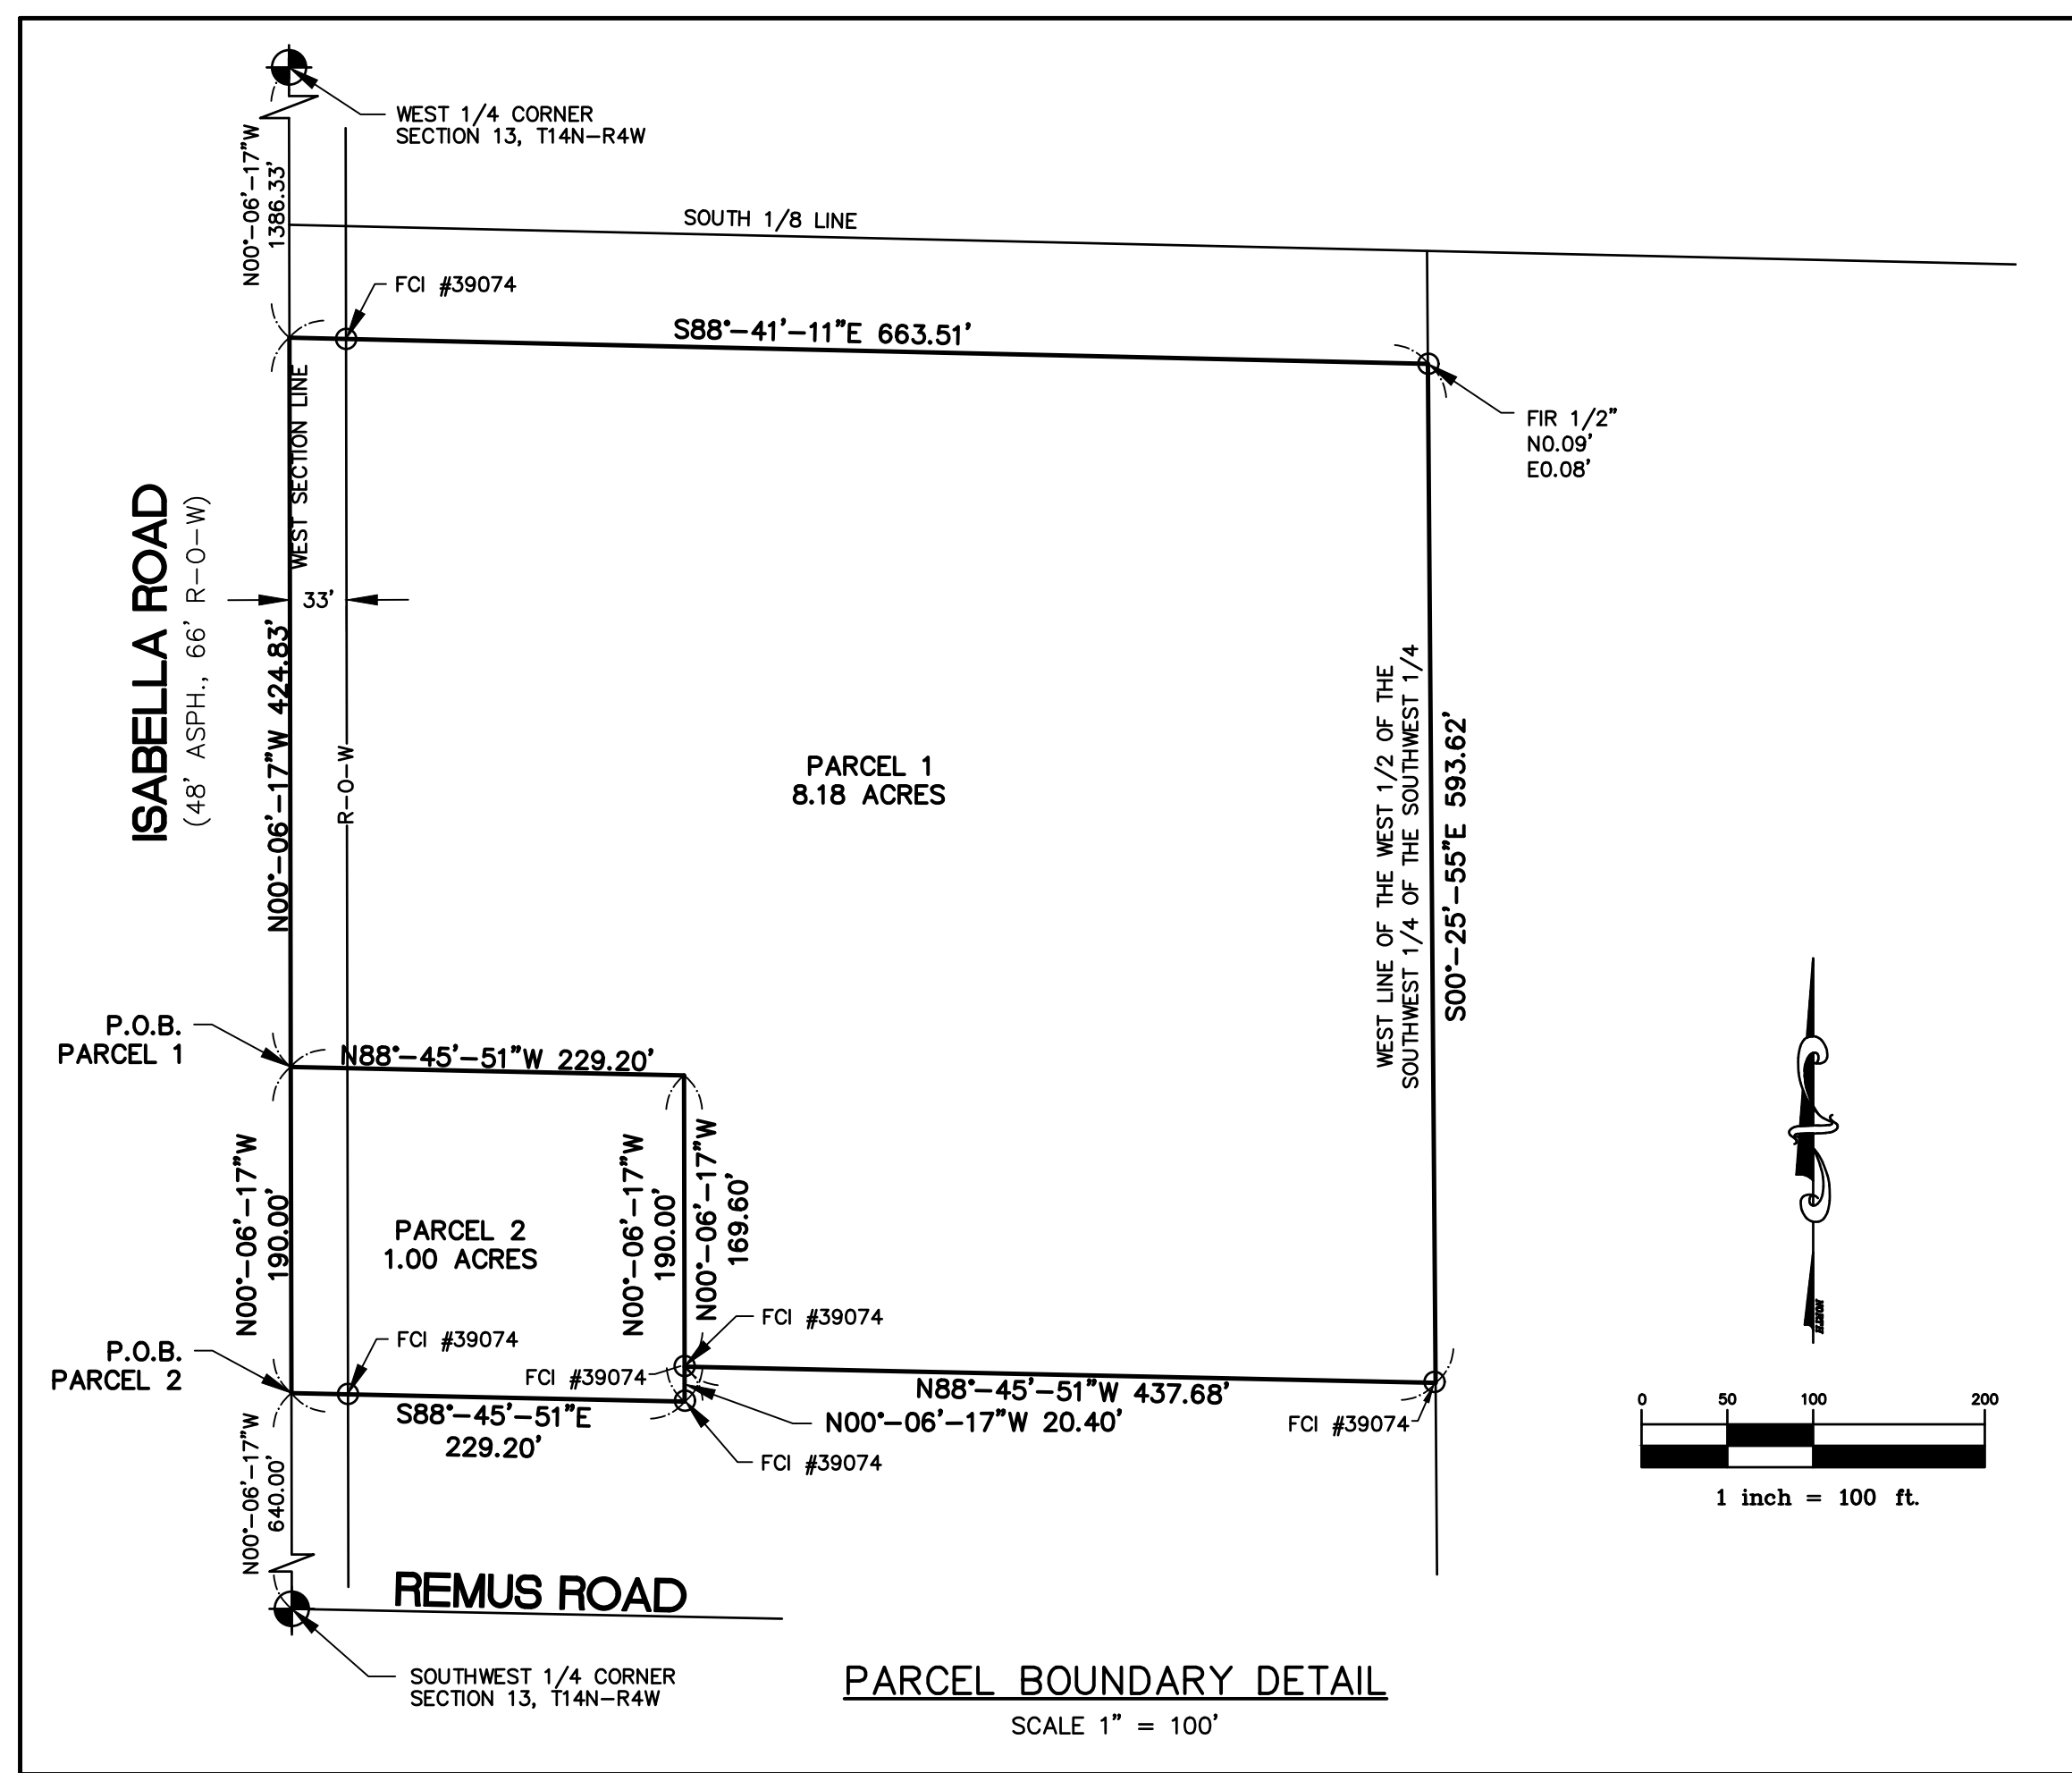 WEST 1/4 CORNER
SECTION 13, T14N-R4W
N00°-06'-17"W
1386.33'
SOUTH 1/8 LINE
FCI #39074
S88°-41'-11"E 663.51'
FIR 1/2"
N0.09'
E0.08'
WEST SECTION LINE
ISABELLA ROAD
(48' ASPH., 66' R-O-W)
33'
N00°-06'-17"W 424.83'
R-O-W
PARCEL 1
8.18 ACRES
WEST LINE OF THE WEST 1/2 OF THE
SOUTHWEST 1/4 OF THE SOUTHWEST 1/4
S00°-25'-55"E 593.62'
P.O.B.
PARCEL 1
N88°-45'-51"W 229.20'
N00°-06'-17"W
190.00'
PARCEL 2
1.00 ACRES
N00°-06'-17"W
190.00'
N00°-06'-17"W
169.60'
FCI #39074
FCI #39074
FCI #39074
P.O.B.
PARCEL 2
S88°-45'-51"E
229.20'
N88°-45'-51"W 437.68'
N00°-06'-17"W 20.40'
FCI #39074
FCI #39074
N00°-06'-17"W
640.00'
REMUS ROAD
SOUTHWEST 1/4 CORNER
SECTION 13, T14N-R4W
0 50 100 200
1 inch = 100 ft.
PARCEL BOUNDARY DETAIL
SCALE 1" = 100'